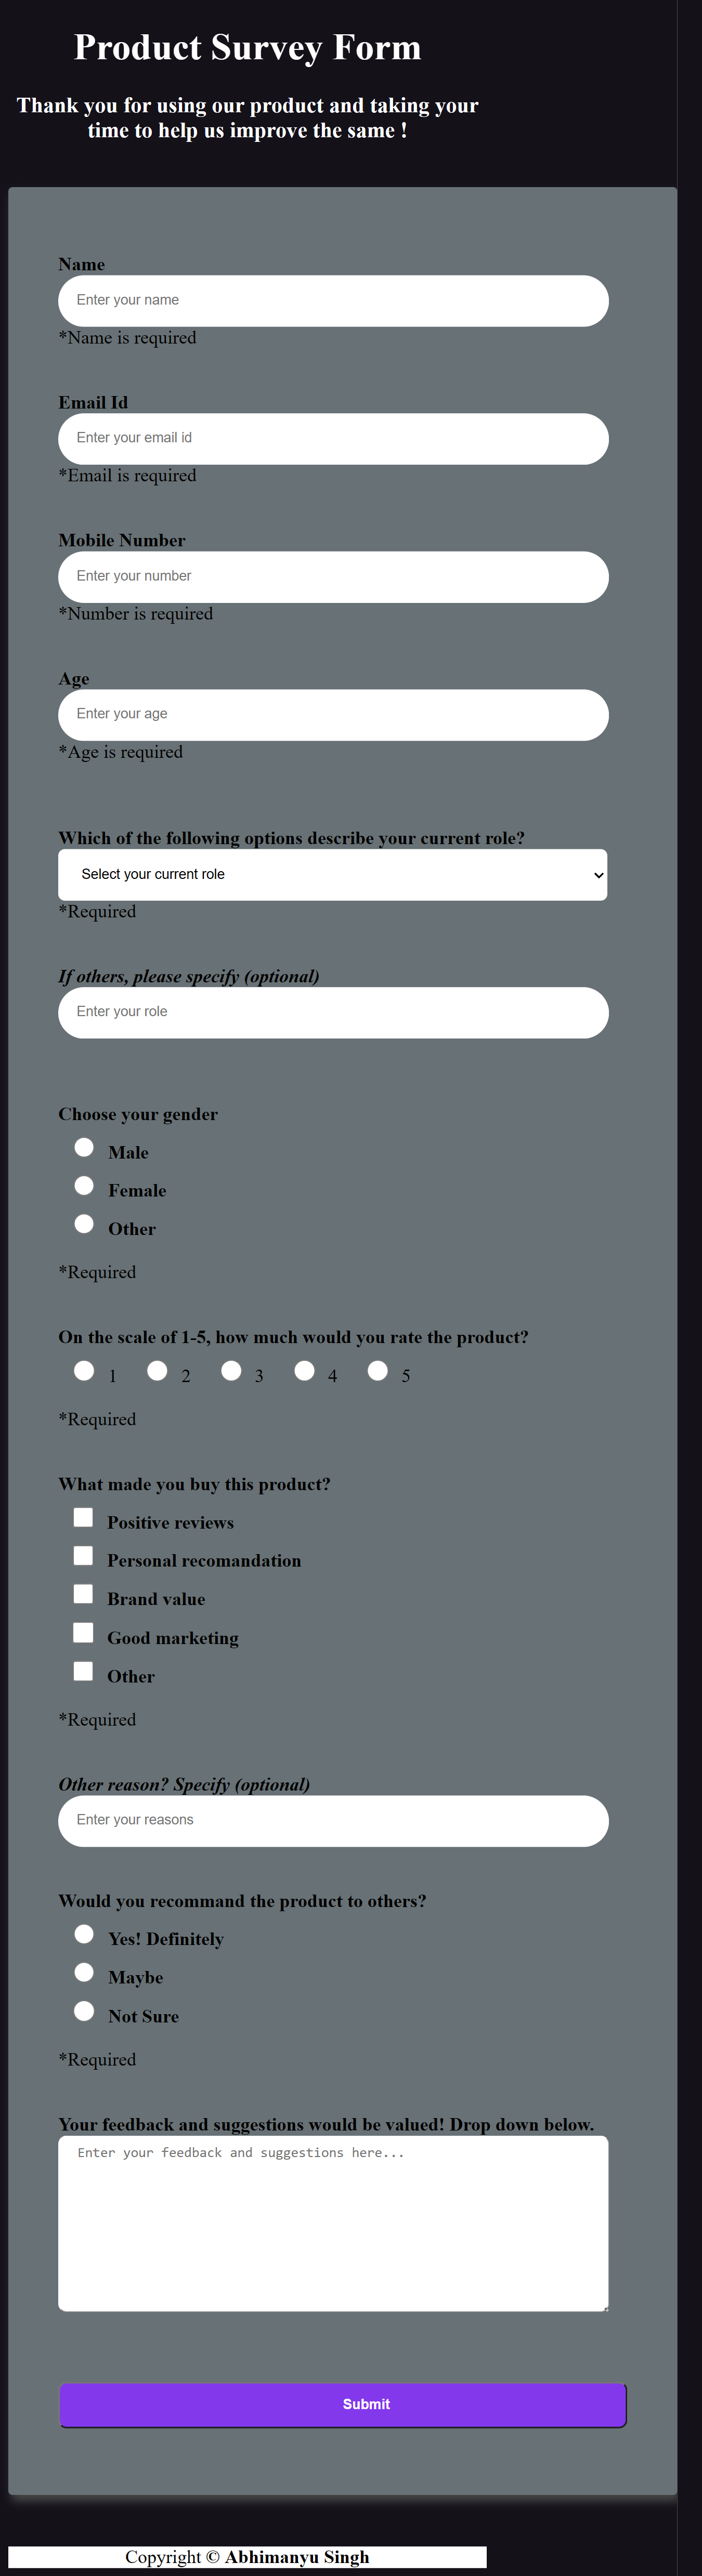 Product Survey Form
Thank you for using our product and taking your
time to help us improve the same !
Name
Enter your name
*Name is required
Email Id
Enter your email id
*Email is required
Mobile Number
Enter your number
*Number is required
Age
Enter your age
*Age is required
Which of the following options describe your current role?
Select your current role
*Required
If others, please specify (optional)
Enter your role
Choose your gender
Male
Female
Other
*Required
On the scale of 1-5, how much would you rate the product?
1 2 3 4 5
*Required
What made you buy this product?
Positive reviews
Personal recomandation
Brand value
Good marketing
Other
*Required
Other reason? Specify (optional)
Enter your reasons
Would you recommand the product to others?
Yes! Definitely
Maybe
Not Sure
*Required
Your feedback and suggestions would be valued! Drop down below.
Enter your feedback and suggestions here...
Submit
Copyright © Abhimanyu Singh